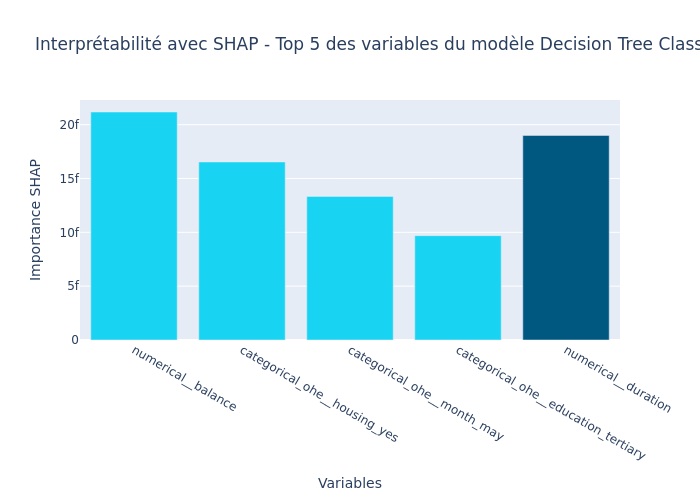 Interprétabilité avec SHAP - Top 5 des variables du modèle Decision Tree Class
Importance SHAP
20f
15f
10f
5f
0
numerical__balance
categorical_ohe__housing_yes
categorical_ohe__month_may
categorical_ohe__education_tertiary
numerical__duration
Variables